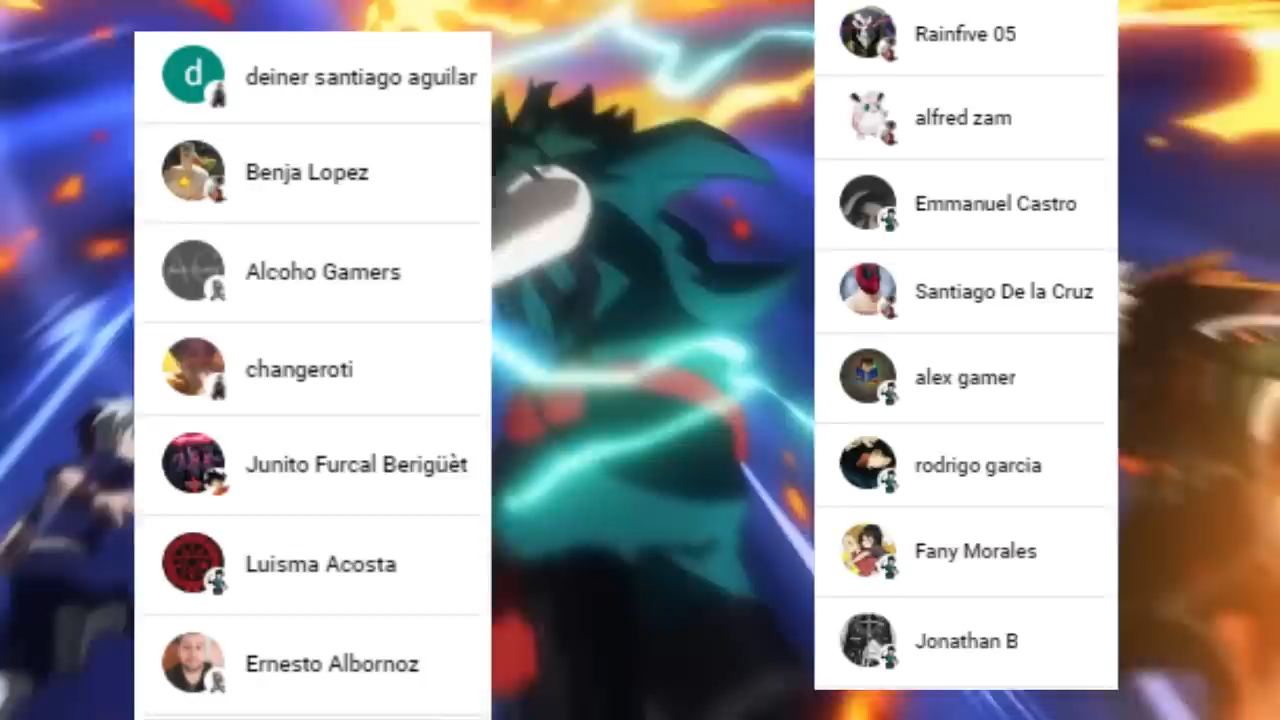 d
deiner santiago aguilar
Benja Lopez
Alcoho Gamers
changeroti
Junito Furcal Berigüèt
Luisma Acosta
Ernesto Albornoz
Rainfive 05
alfred zam
Emmanuel Castro
Santiago De la Cruz
alex gamer
rodrigo garcia
Fany Morales
Jonathan B